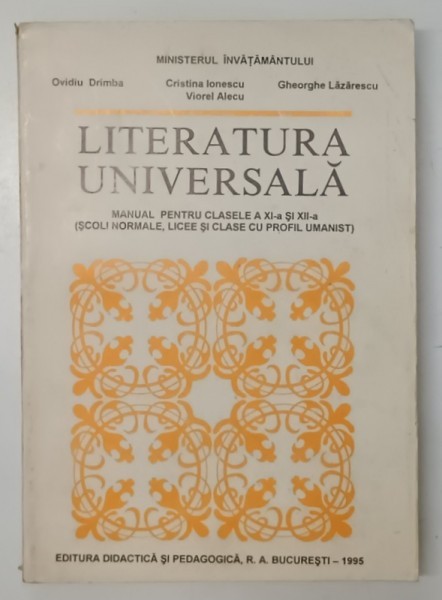 MINISTERUL ÎNVĂȚĂMÂNTULUI
Ovidiu Drimba Cristina Ionescu Gheorghe Lăzărescu
Viorel Alecu
LITERATURA
UNIVERSALĂ
MANUAL PENTRU CLASELE A XI-a ȘI XII-a
(ȘCOLI NORMALE, LICEE ȘI CLASE CU PROFIL UMANIST)
EDITURA DIDACTICĂ ȘI PEDAGOGICĂ, R. A. BUCUREȘTI – 1995